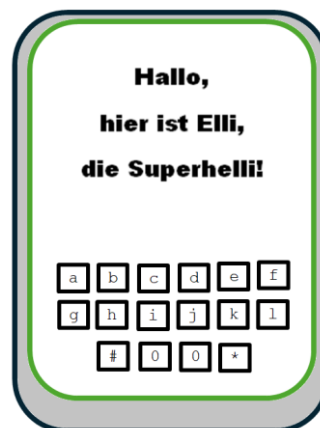 Hallo,
hier ist Elli,
die Superhelli!
a b c d e f
g h i j k l
# 0 0 *